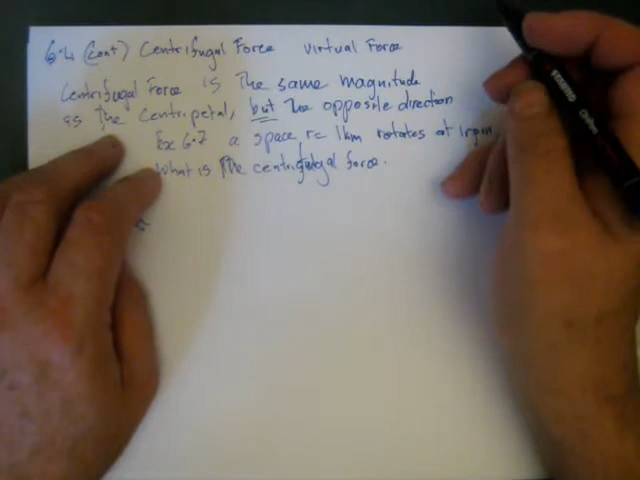 6.4 (cont) Centrifugal Force virtual Force
Centrifugal Force is the same magnitude
as the Centripetal, but the opposite direction
Ex 6.7 a space r= 1km rotates at 1rpm
What is the centrifugal force.